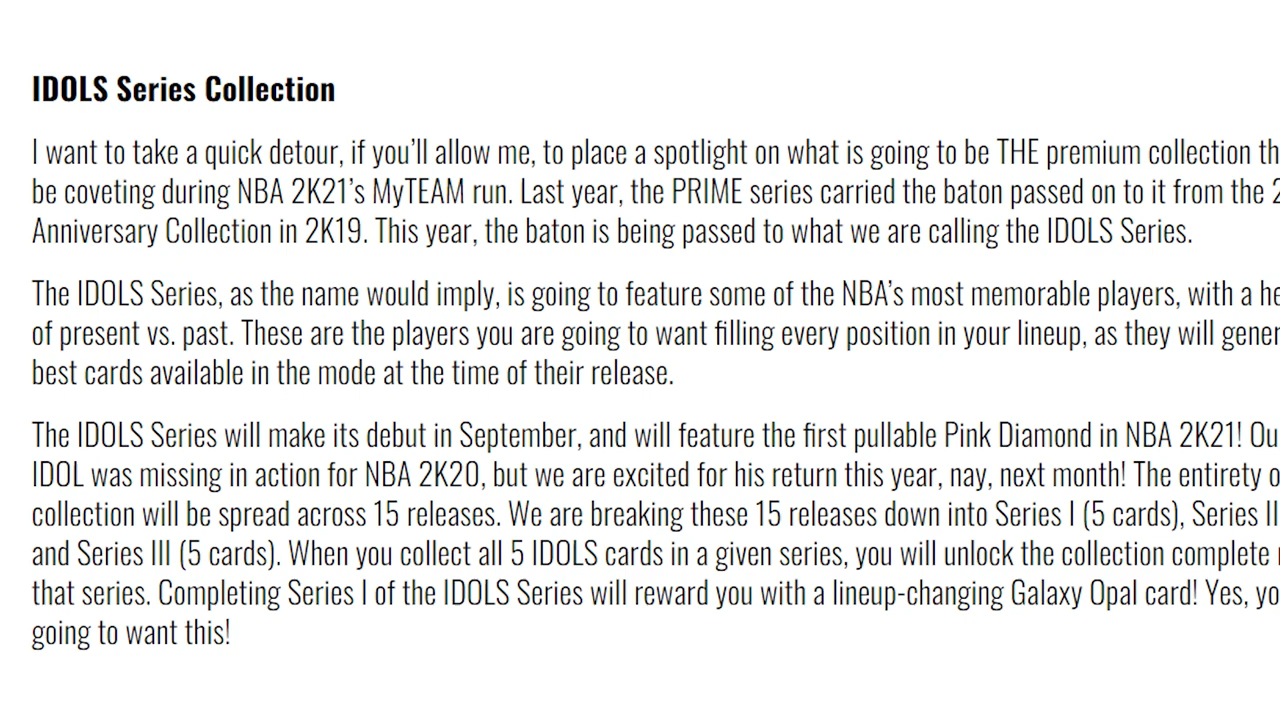 IDOLS Series Collection
I want to take a quick detour, if you'll allow me, to place a spotlight on what is going to be THE premium collection
be coveting during NBA 2K21's MyTEAM run. Last year, the PRIME series carried the baton passed on to it from the
Anniversary Collection in 2K19. This year, the baton is being passed to what we are calling the IDOLS Series.
The IDOLS Series, as the name would imply, is going to feature some of the NBA's most memorable players, with a
of present vs. past. These are the players you are going to want filling every position in your lineup, as they will
best cards available in the mode at the time of their release.
The IDOLS Series will make its debut in September, and will feature the first pullable Pink Diamond in NBA 2K21!
IDOL was missing in action for NBA 2K20, but we are excited for his return this year, nay, next month! The entirety
collection will be spread across 15 releases. We are breaking these 15 releases down into Series I (5 cards), Series II
and Series III (5 cards). When you collect all 5 IDOLS cards in a given series, you will unlock the collection complete
that series. Completing Series I of the IDOLS Series will reward you with a lineup-changing Galaxy Opal card! Yes,
going to want this!